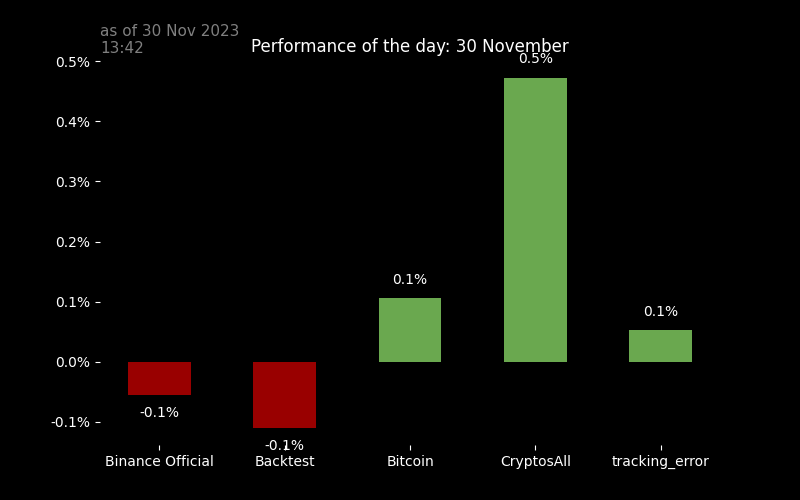 as of 30 Nov 2023
13:42
Performance of the day: 30 November
0.5%
0.5%
0.4%
0.3%
0.2%
0.1%
0.1%
0.1%
0.0%
-0.1%
-0.1%
-0.1%
Binance Official
Backtest
Bitcoin
CryptosAll
tracking_error